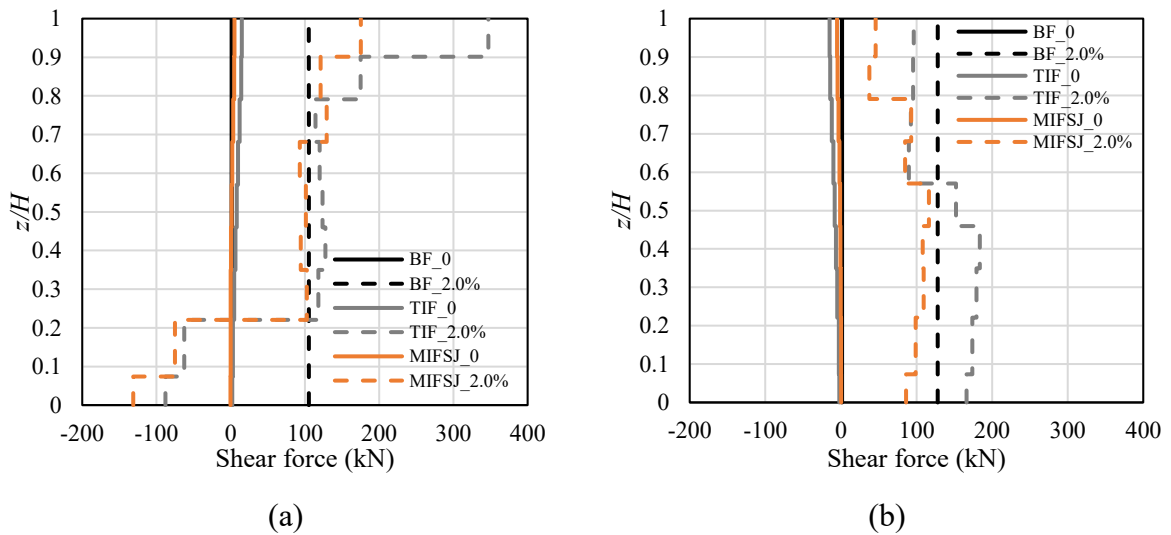 1
0.9
0.8
0.7
0.6
0.5
0.4
0.3
0.2
0.1
0
z/H
-200 -100 0 100 200 300 400
Shear force (kN)
BF_0
BF_2.0%
TIF_0
TIF_2.0%
MIFSJ_0
MIFSJ_2.0%
(a)
1
0.9
0.8
0.7
0.6
0.5
0.4
0.3
0.2
0.1
0
z/H
-200 -100 0 100 200 300 400
Shear force (kN)
BF_0
BF_2.0%
TIF_0
TIF_2.0%
MIFSJ_0
MIFSJ_2.0%
(b)